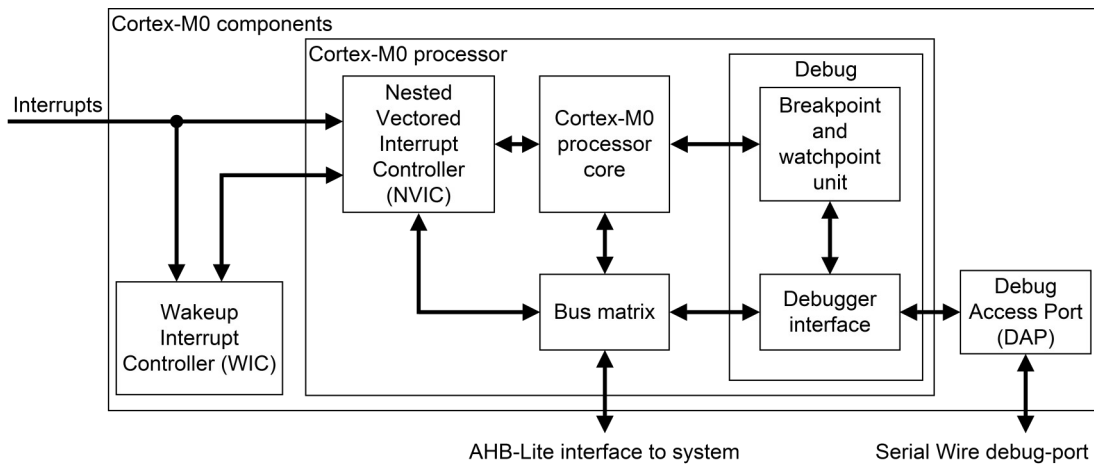 Cortex-M0 components
Cortex-M0 processor
Debug
Interrupts
Nested
Vectored
Interrupt
Controller
(NVIC)
Cortex-M0
processor
core
Breakpoint
and
watchpoint
unit
Wakeup
Interrupt
Controller (WIC)
Bus matrix
Debugger
interface
Debug
Access Port
(DAP)
AHB-Lite interface to system
Serial Wire debug-port